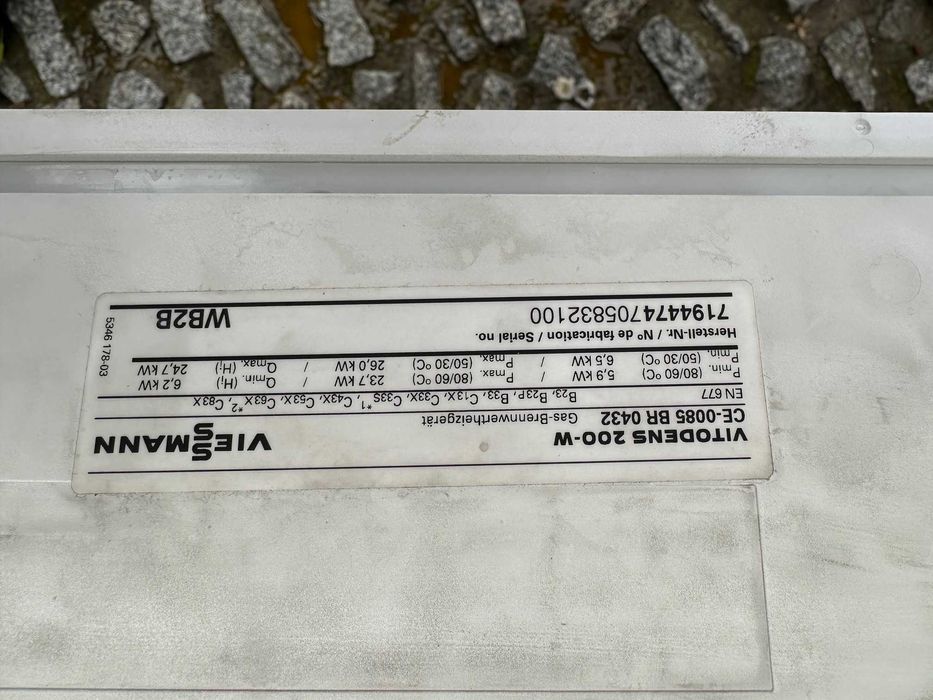 VITODENS 200-W VIESSMANN
CE-0085 BR 0432 Gas-Brennwertheizgerät
EN 677 B23, B23P, B33, C13X, C33X, C33S *1, C43X, C53X, C63X *2, C83X
P min. (80/60 °C) 5,9 kW / P max. (80/60 °C) 23,7 kW / Q min. (Hi) 6,2 kW
P min. (50/30 °C) 6,5 kW / P max. (50/30 °C) 26,0 kW / Q max. (Hi) 24,7 kW
Herstell-Nr. / N° de fabrication / Serial no.
7194474705832100 WB2B
5346 178-03